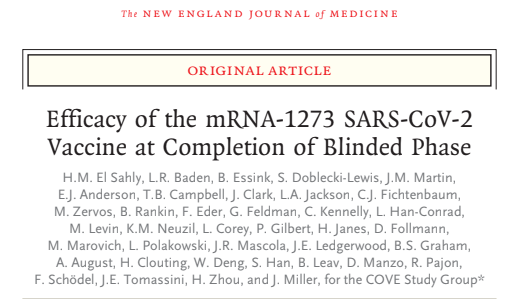 The NEW ENGLAND JOURNAL of MEDICINE
ORIGINAL ARTICLE
Efficacy of the mRNA-1273 SARS-CoV-2
Vaccine at Completion of Blinded Phase
H.M. El Sahly, L.R. Baden, B. Essink, S. Doblecki-Lewis, J.M. Martin,
E.J. Anderson, T.B. Campbell, J. Clark, L.A. Jackson, C.J. Fichtenbaum,
M. Zervos, B. Rankin, F. Eder, G. Feldman, C. Kennelly, L. Han-Conrad,
M. Levin, K.M. Neuzil, L. Corey, P. Gilbert, H. Janes, D. Follmann,
M. Marovich, L. Polakowski, J.R. Mascola, J.E. Ledgerwood, B.S. Graham,
A. August, H. Clouting, W. Deng, S. Han, B. Leav, D. Manzo, R. Pajon,
F. Schödel, J.E. Tomassini, H. Zhou, and J. Miller, for the COVE Study Group*